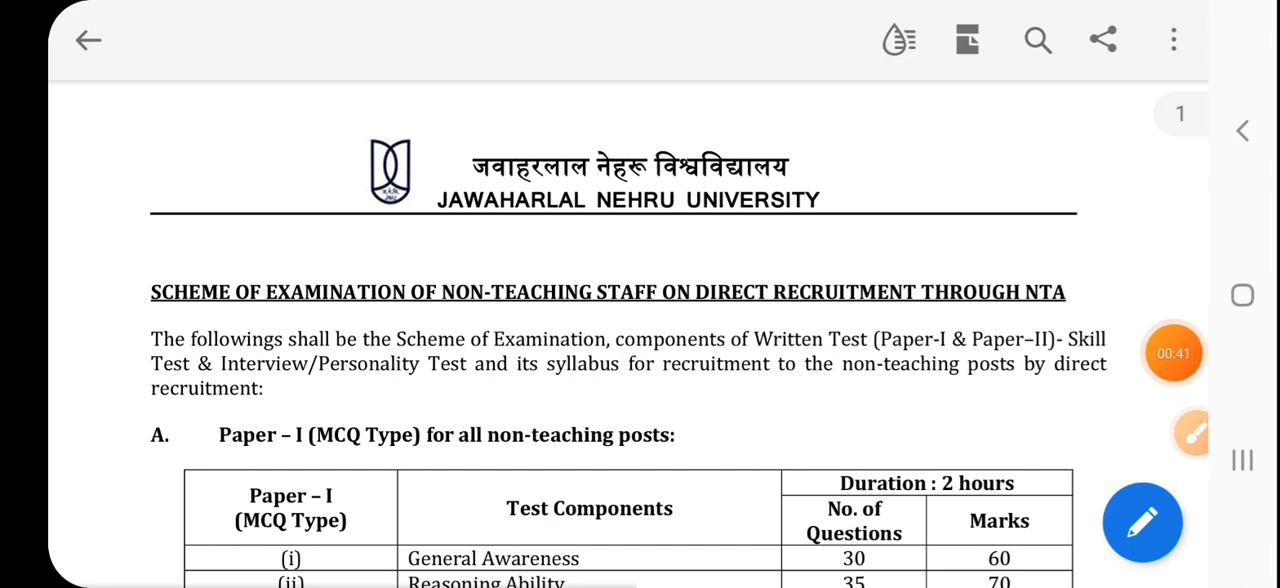 1
जवाहरलाल नेहरू विश्वविद्यालय
JAWAHARLAL NEHRU UNIVERSITY
SCHEME OF EXAMINATION OF NON-TEACHING STAFF ON DIRECT RECRUITMENT THROUGH NTA
The followings shall be the Scheme of Examination, components of Written Test (Paper-I & Paper–II)- Skill
Test & Interview/Personality Test and its syllabus for recruitment to the non-teaching posts by direct
recruitment:
00:41
A. Paper – I (MCQ Type) for all non-teaching posts:
Paper – I
(MCQ Type)
Test Components
Duration : 2 hours
No. of
Questions
Marks
(i) General Awareness 30 60
(ii) Reasoning Ability 35 70